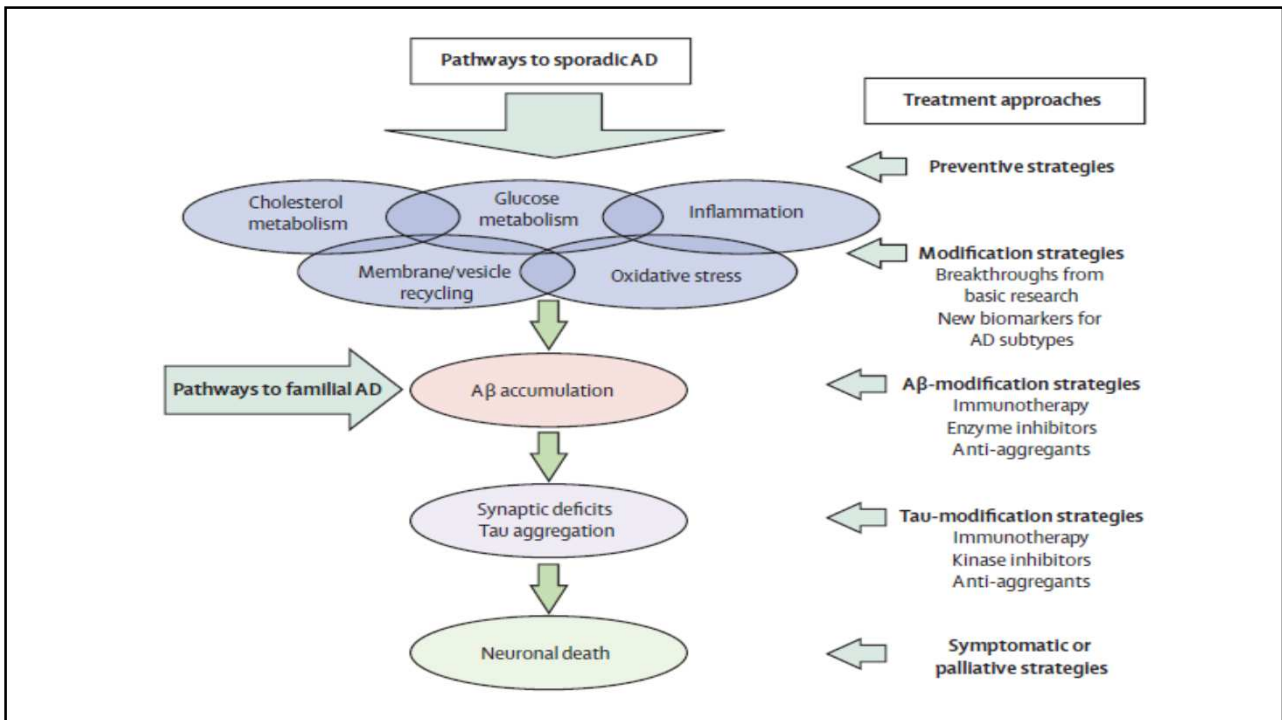 Pathways to sporadic AD
Treatment approaches
Preventive strategies
Cholesterol
metabolism
Glucose
metabolism
Inflammation
Membrane/vesicle
recycling
Oxidative stress
Modification strategies
Breakthroughs from
basic research
New biomarkers for
AD subtypes
Pathways to familial AD
Aβ accumulation
Aβ-modification strategies
Immunotherapy
Enzyme inhibitors
Anti-aggregants
Synaptic deficits
Tau aggregation
Tau-modification strategies
Immunotherapy
Kinase inhibitors
Anti-aggregants
Neuronal death
Symptomatic or
palliative strategies